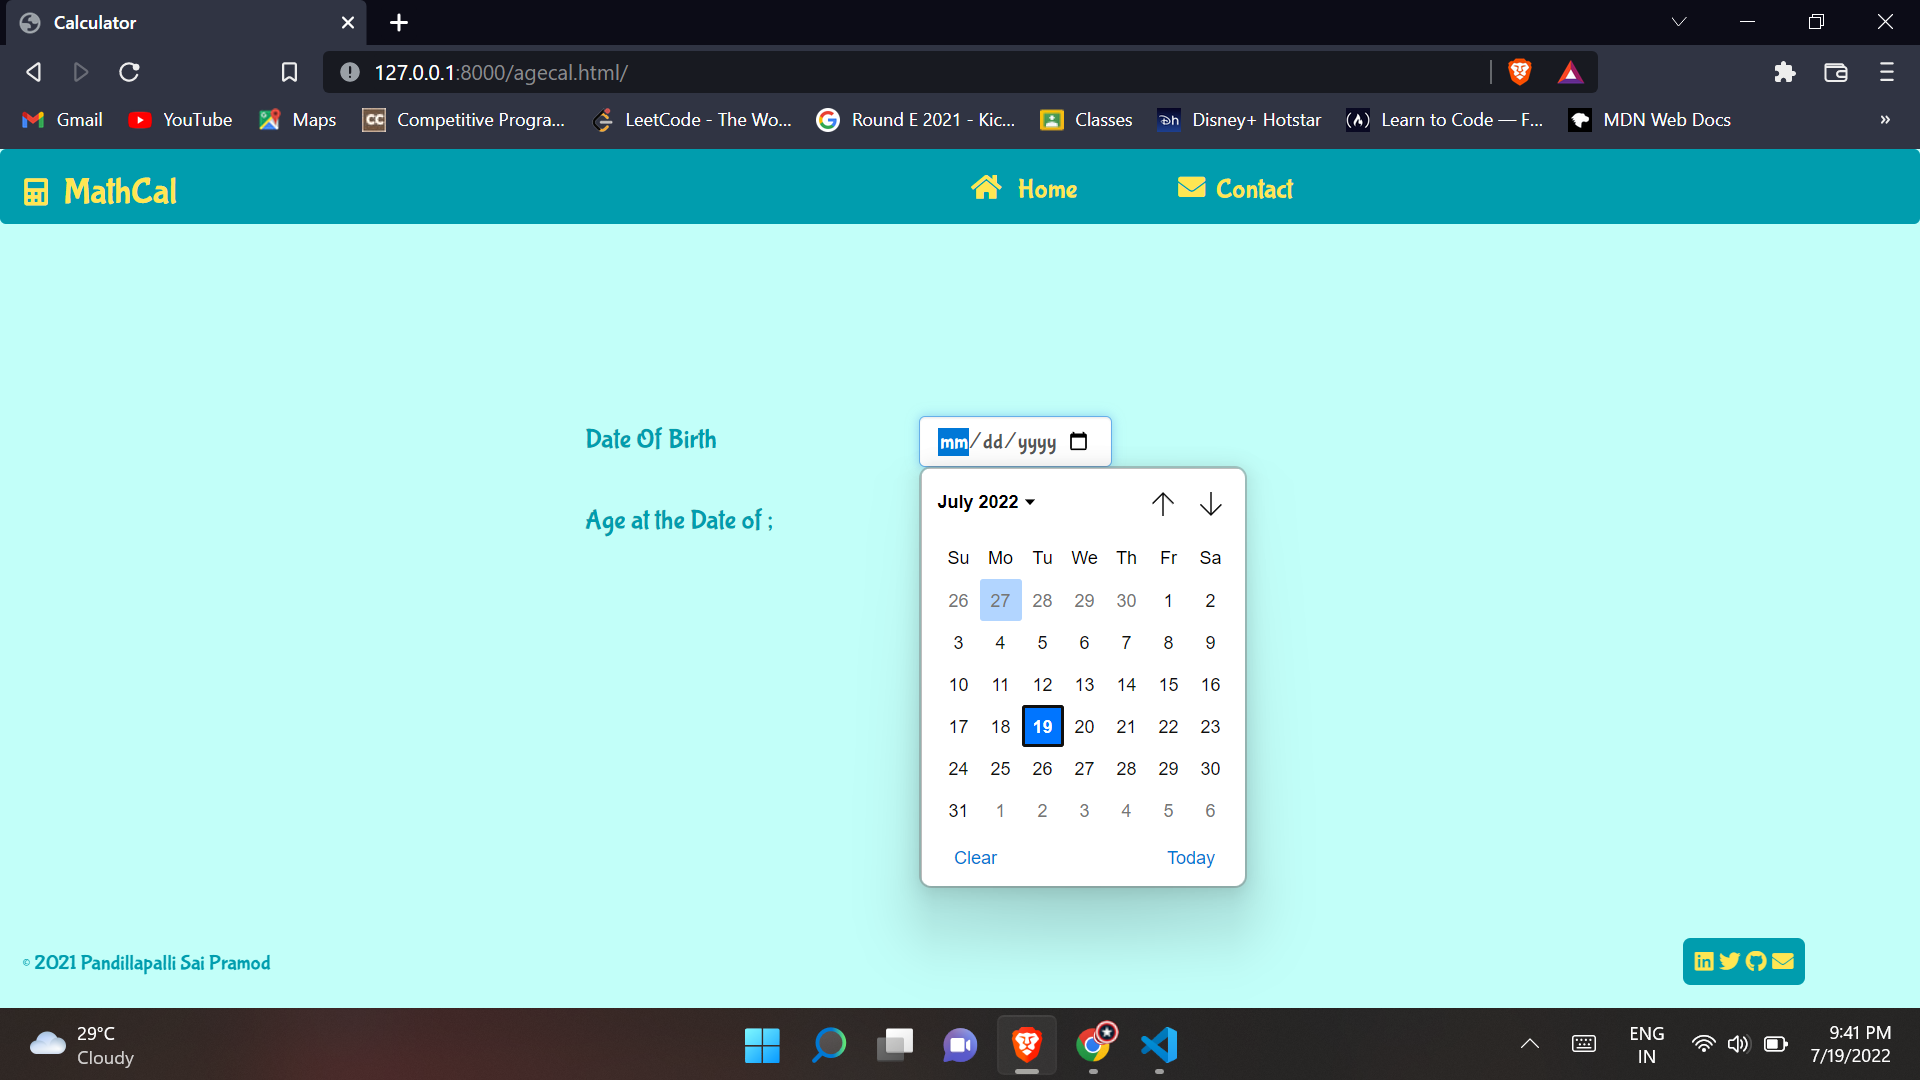 Calculator
127.0.0.1:8000/agecal.html/
Gmail YouTube Maps Competitive Progra... LeetCode - The Wo... Round E 2021 - Kic... Classes Disney+ Hotstar Learn to Code — F... MDN Web Docs »
MathCal Home Contact
Date Of Birth mm/dd/yyyy
Age at the Date of ;
July 2022
Su Mo Tu We Th Fr Sa
26 27 28 29 30 1 2
3 4 5 6 7 8 9
10 11 12 13 14 15 16
17 18 19 20 21 22 23
24 25 26 27 28 29 30
31 1 2 3 4 5 6
Clear Today
© 2021 Pandillapalli Sai Pramod
29°C
Cloudy
ENG
IN
9:41 PM
7/19/2022